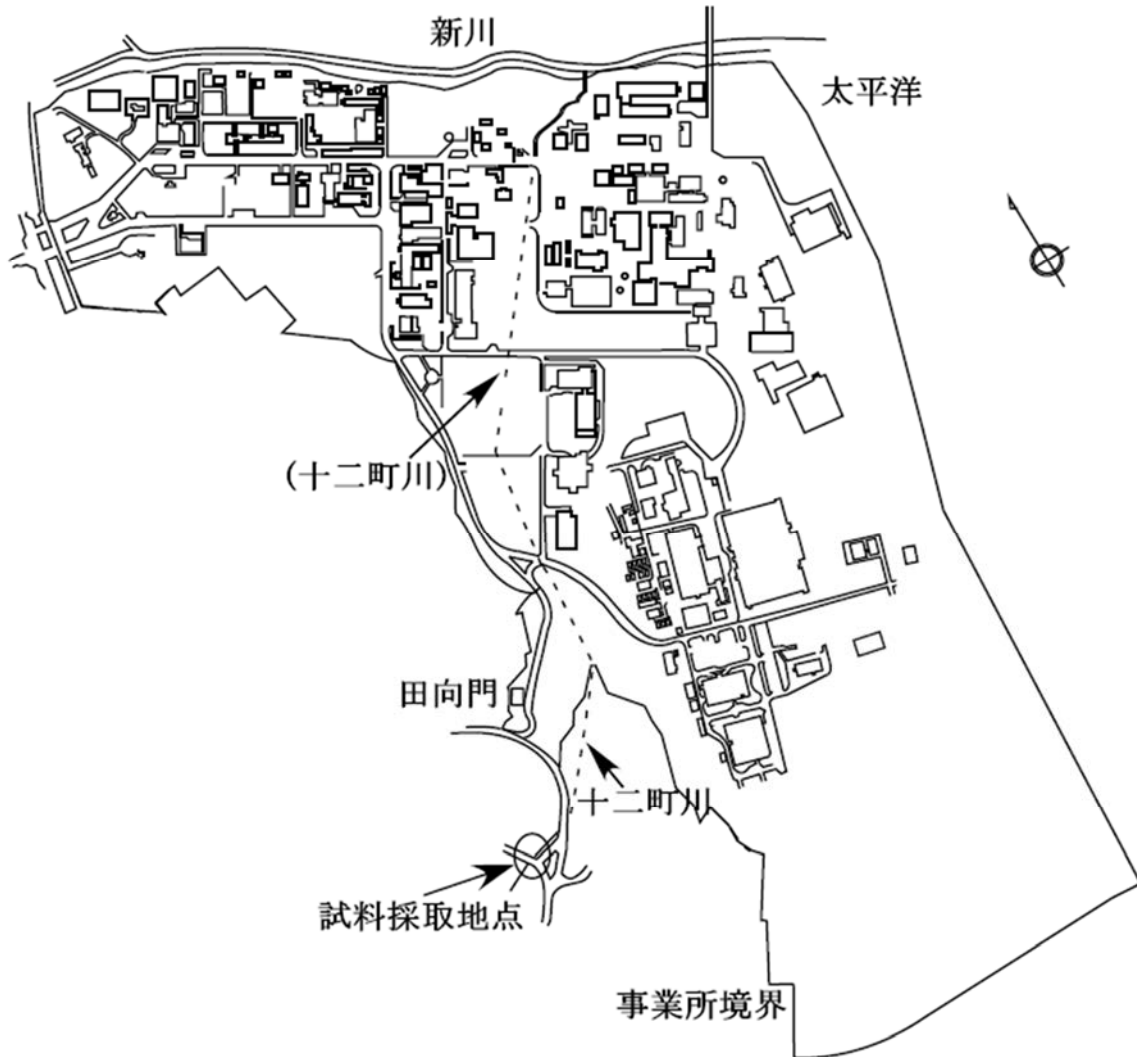 新川
太平洋
(十二町川)
田向門
十二町川
試料採取地点
事業所境界